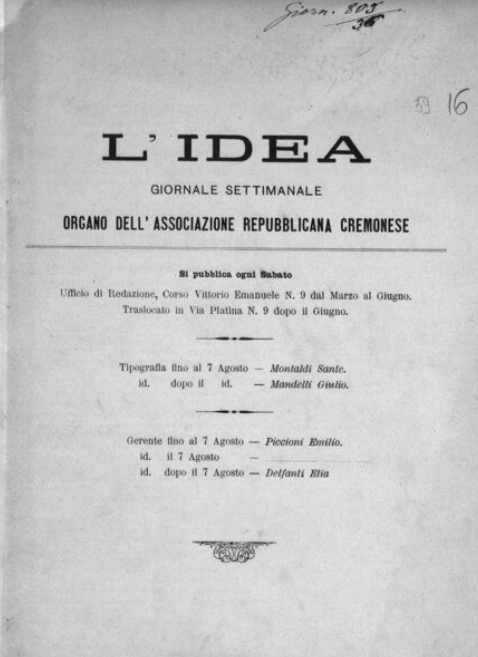 Giorn. 803
36
59 16
L' IDEA
GIORNALE SETTIMANALE
ORGANO DELL' ASSOCIAZIONE REPUBBLICANA CREMONESE
Si pubblica ogni Sabato
Ufficio di Redazione, Corso Vittorio Emanuele N. 9 dal Marzo al Giugno.
Traslocato in Via Platina N. 9 dopo il Giugno.
Tipografia fino al 7 Agosto — Montaldi Sante.
id. dopo il id. — Mandelli Giulio.
Gerente fino al 7 Agosto — Piccioni Emilio.
id. il 7 Agosto —
id. dopo il 7 Agosto — Delfanti Elia